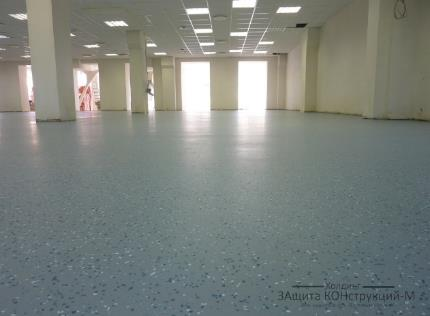 Холдинг
ЗАщита КОНструкций-М